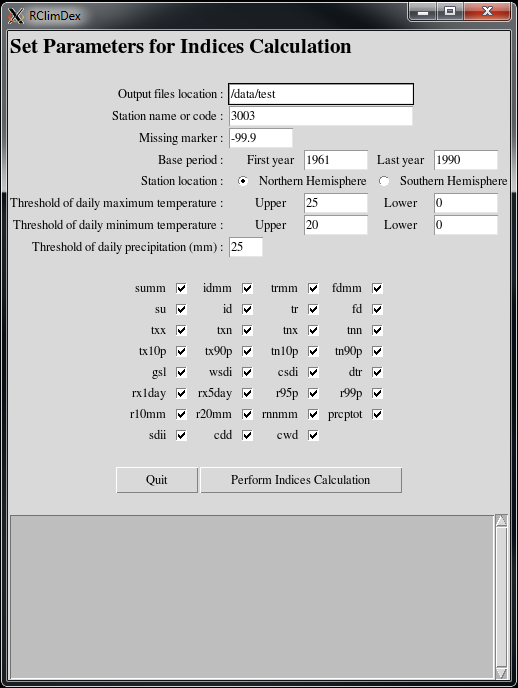 RClimDex
Set Parameters for Indices Calculation
Output files location : /data/test
Station name or code : 3003
Missing marker : -99.9
Base period : First year 1961 Last year 1990
Station location : Northern Hemisphere Southern Hemisphere
Threshold of daily maximum temperature : Upper 25 Lower 0
Threshold of daily minimum temperature : Upper 20 Lower 0
Threshold of daily precipitation (mm) : 25
summ idmm trmm fdmm
su id tr fd
txx txn tnx tnn
tx10p tx90p tn10p tn90p
gsl wsdi csdi dtr
rx1day rx5day r95p r99p
r10mm r20mm rnnmm prcptot
sdii cdd cwd
Quit Perform Indices Calculation